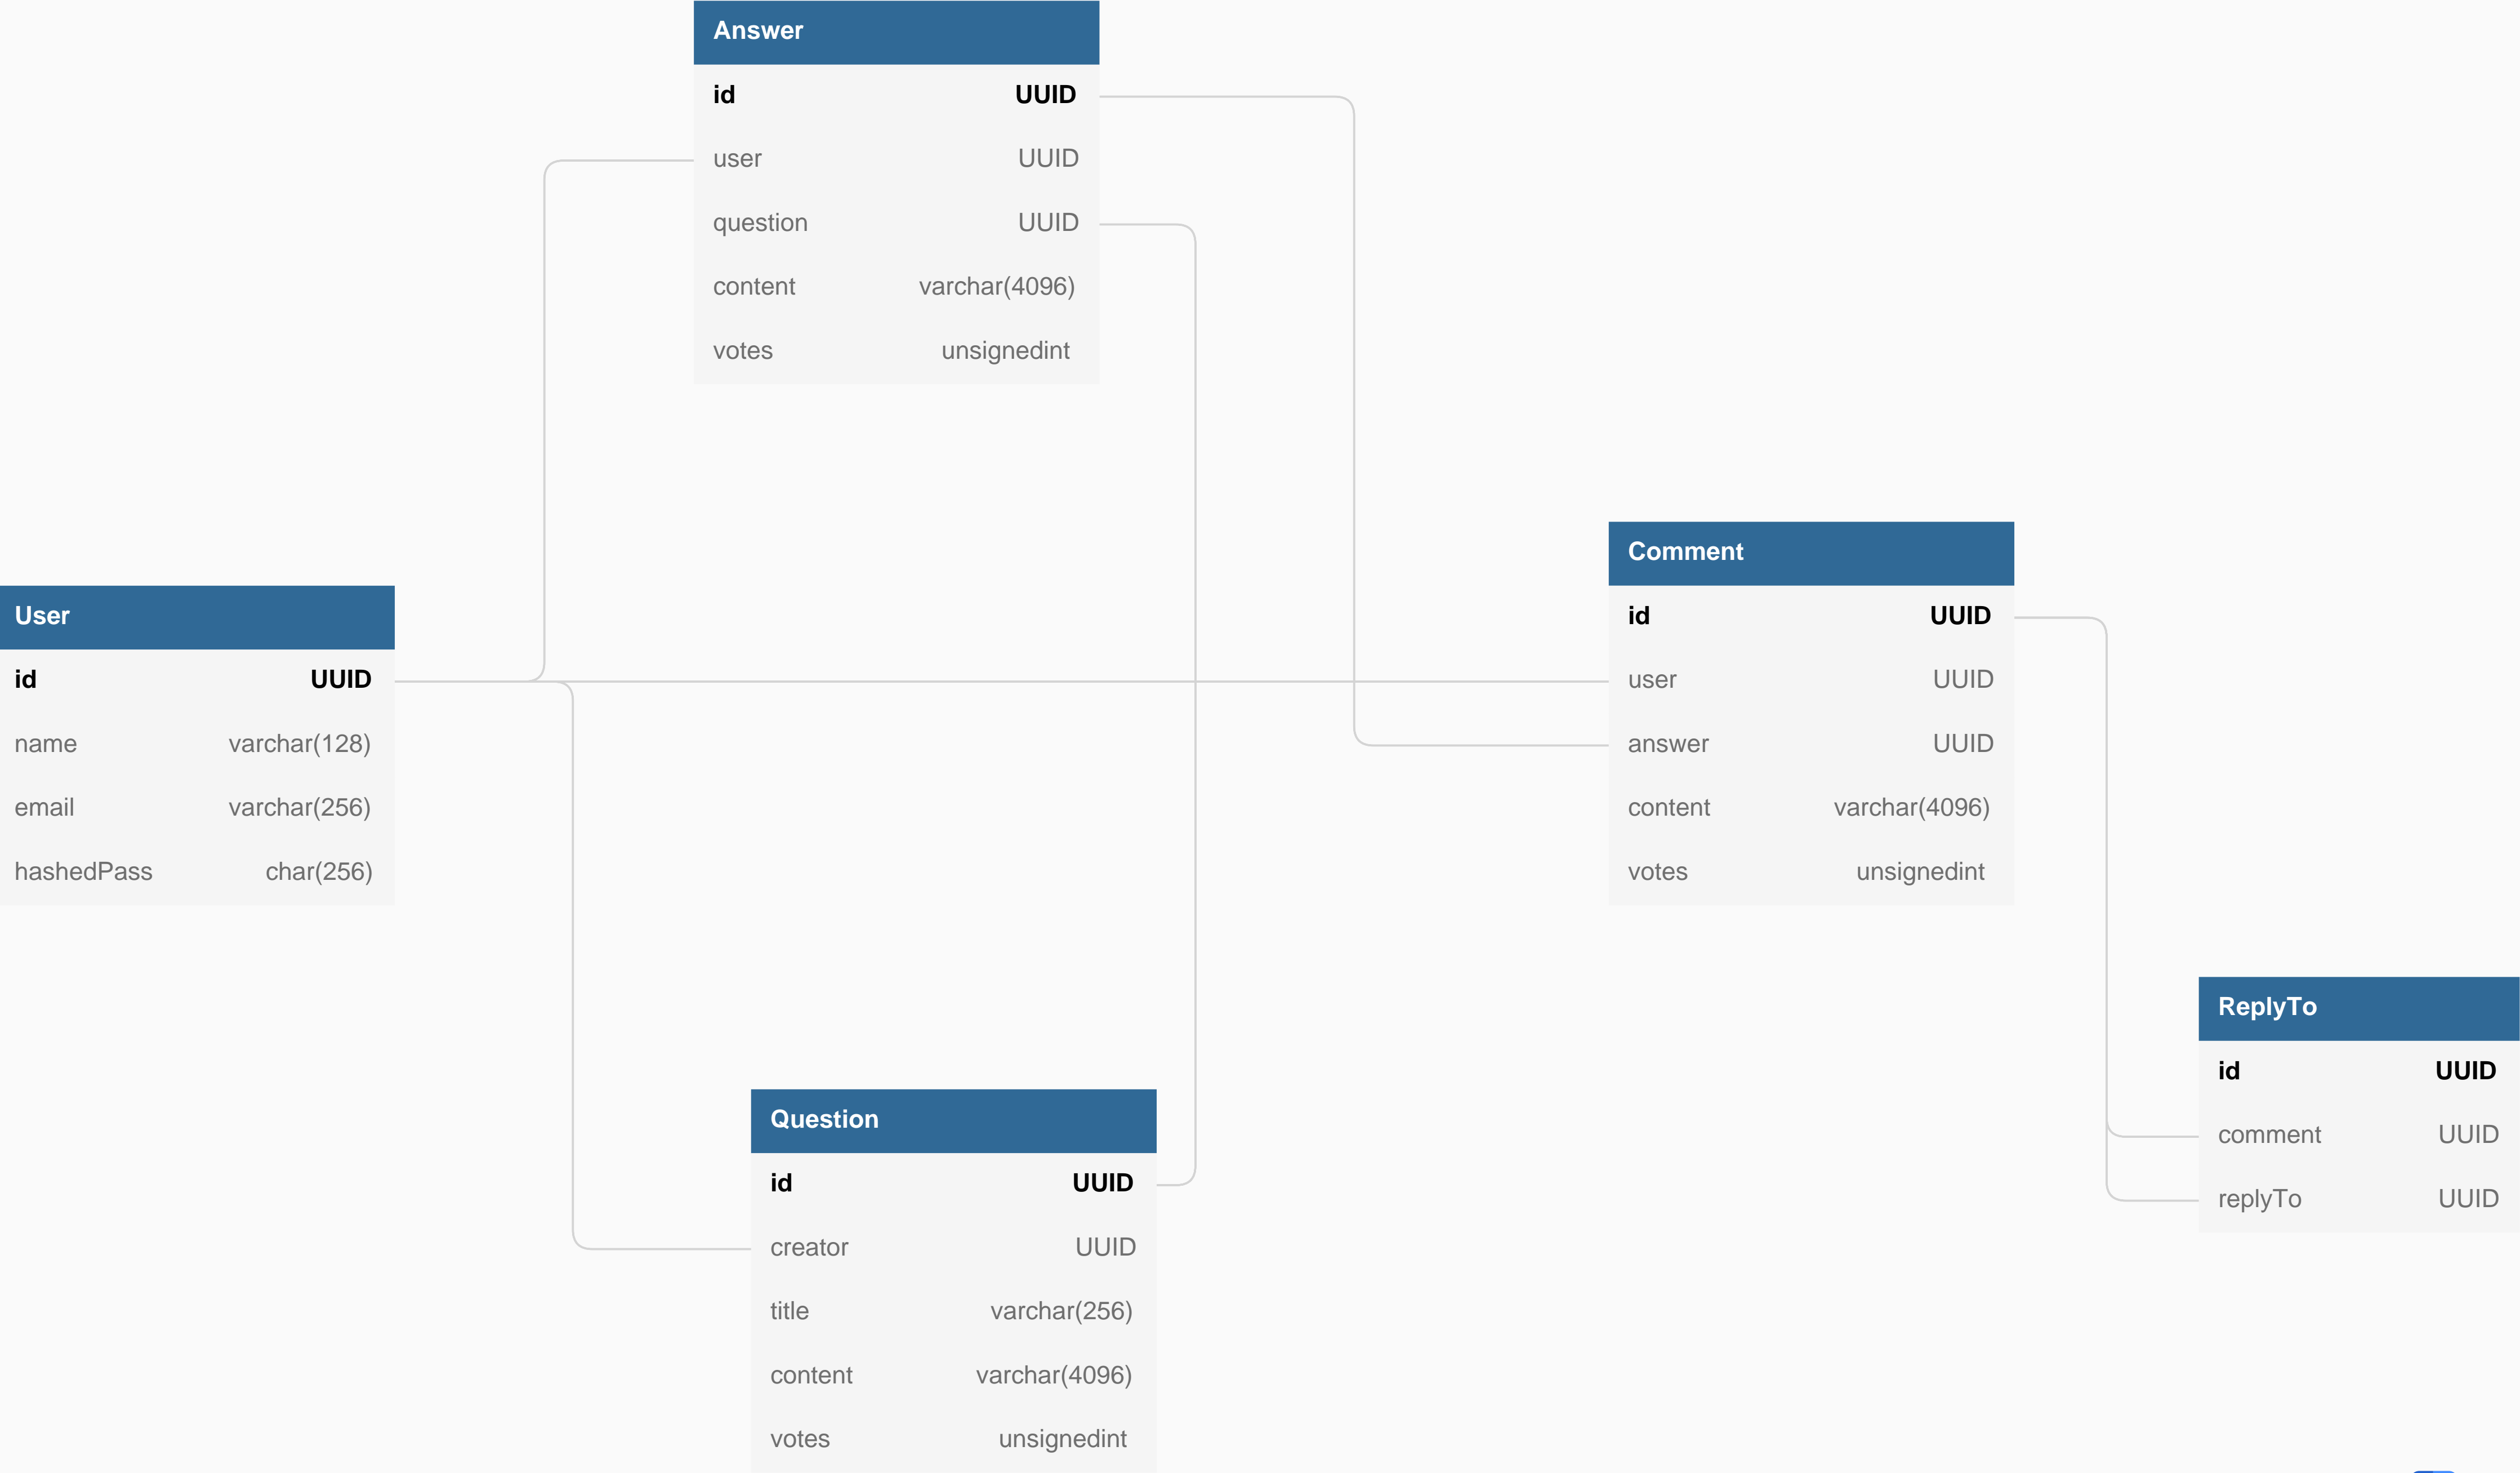 Answer
id UUID
user UUID
question UUID
content varchar(4096)
votes unsignedint
User
id UUID
name varchar(128)
email varchar(256)
hashedPass char(256)
Comment
id UUID
user UUID
answer UUID
content varchar(4096)
votes unsignedint
Question
id UUID
creator UUID
title varchar(256)
content varchar(4096)
votes unsignedint
ReplyTo
id UUID
comment UUID
replyTo UUID